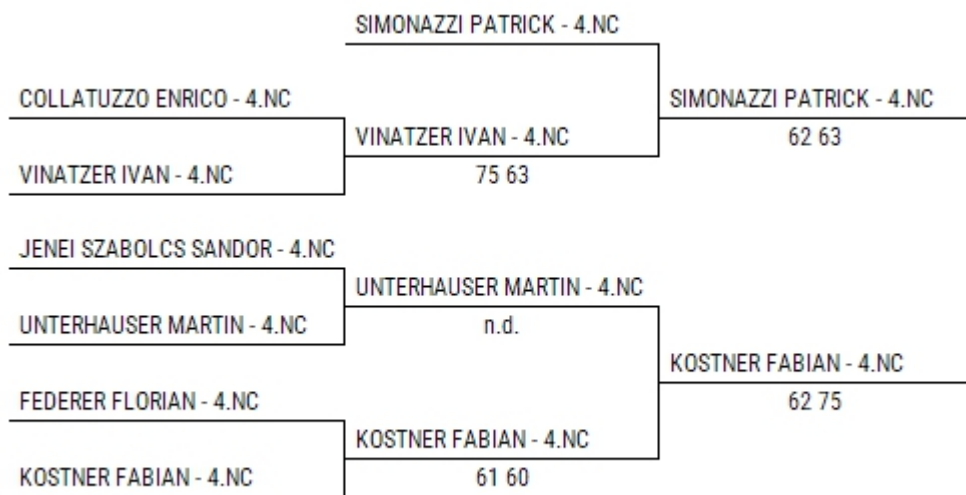 SIMONAZZI PATRICK - 4.NC
COLLATUZZO ENRICO - 4.NC
SIMONAZZI PATRICK - 4.NC
VINATZER IVAN - 4.NC
62 63
VINATZER IVAN - 4.NC
75 63
JENEI SZABOLCS SANDOR - 4.NC
UNTERHAUSER MARTIN - 4.NC
UNTERHAUSER MARTIN - 4.NC
n.d.
KOSTNER FABIAN - 4.NC
FEDERER FLORIAN - 4.NC
62 75
KOSTNER FABIAN - 4.NC
KOSTNER FABIAN - 4.NC
61 60